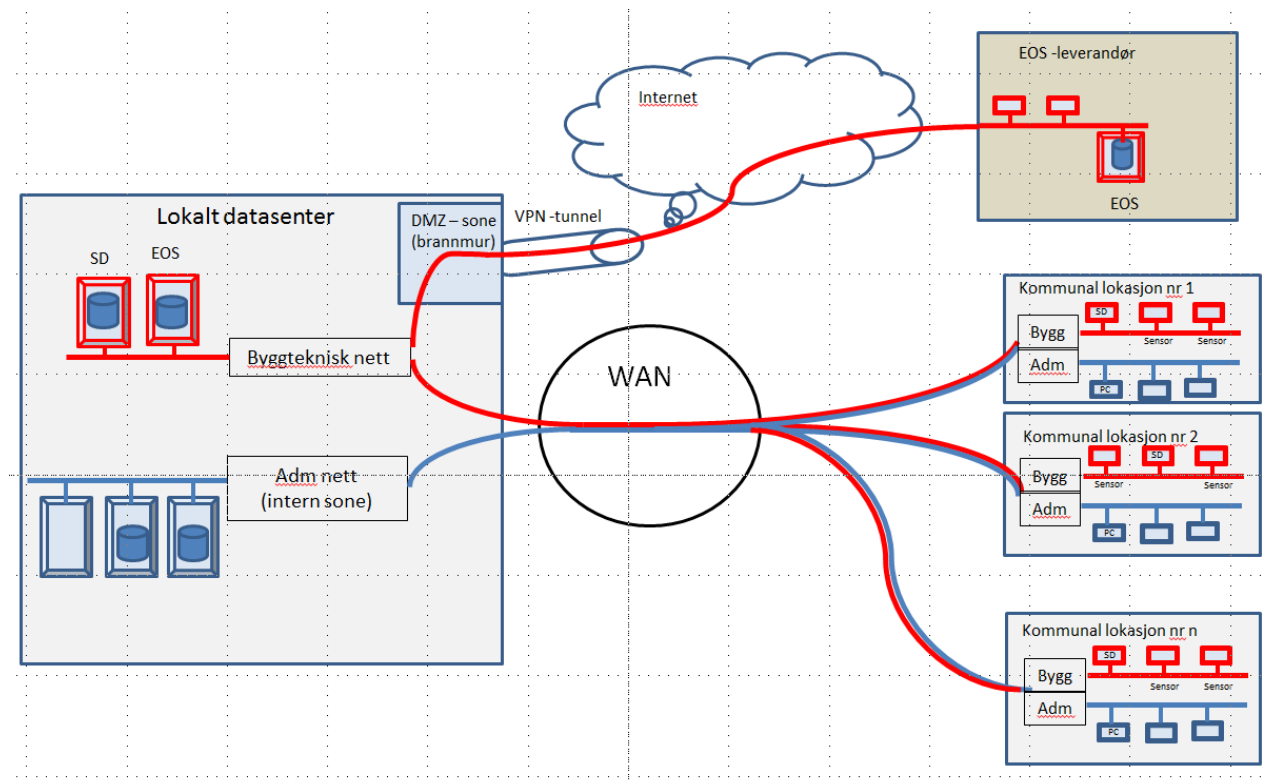 EOS -leverandør
Internet
EOS
Lokalt datasenter
DMZ – sone
(brannmur)
VPN -tunnel
SD
EOS
Byggteknisk nett
WAN
Adm nett
(intern sone)
Kommunal lokasjon nr 1
Bygg
Adm
SD
Sensor
Sensor
PC
Kommunal lokasjon nr 2
Bygg
Adm
SD
Sensor
Sensor
PC
Kommunal lokasjon nr n
Bygg
Adm
SD
Sensor
Sensor
PC